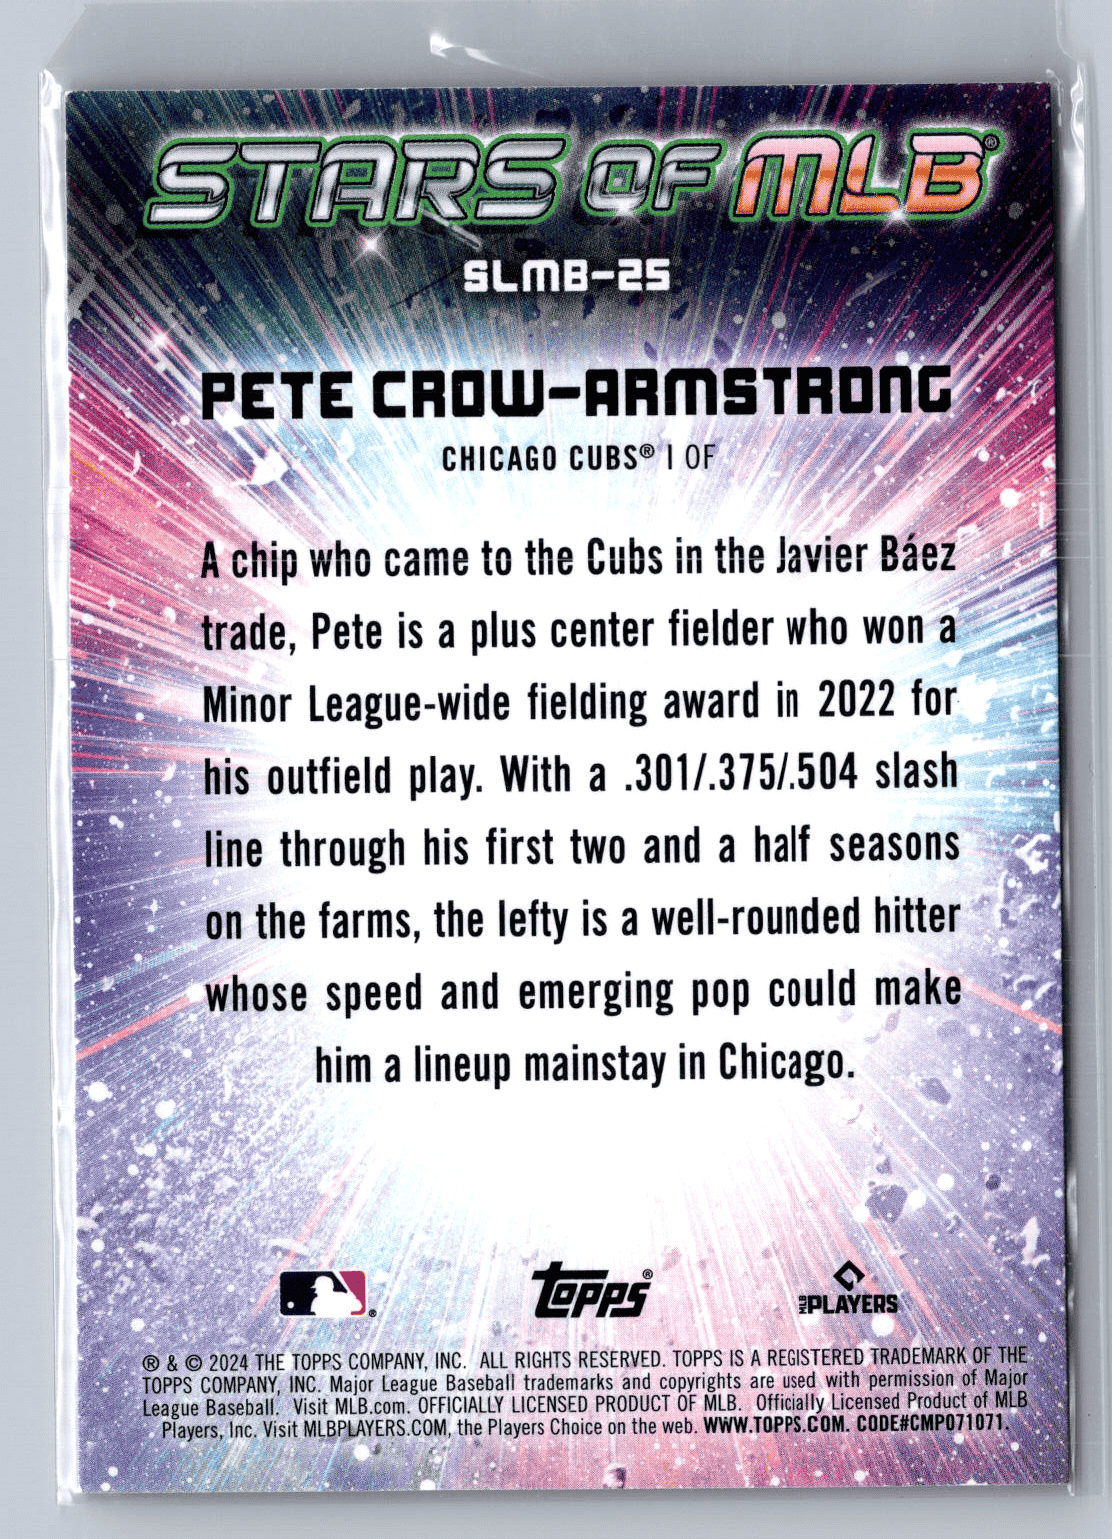 STARS OF MLB®
SLMB-25
PETE CROW-ARMSTRONG
CHICAGO CUBS® | OF
A chip who came to the Cubs in the Javier Báez
trade, Pete is a plus center fielder who won a
Minor League-wide fielding award in 2022 for
his outfield play. With a .301/.375/.504 slash
line through his first two and a half seasons
on the farms, the lefty is a well-rounded hitter
whose speed and emerging pop could make
him a lineup mainstay in Chicago.
®
topps®
MLB PLAYERS
® & © 2024 THE TOPPS COMPANY, INC. ALL RIGHTS RESERVED. TOPPS IS A REGISTERED TRADEMARK OF THE
TOPPS COMPANY, INC. Major League Baseball trademarks and copyrights are used with permission of Major
League Baseball. Visit MLB.com. OFFICIALLY LICENSED PRODUCT OF MLB. Officially Licensed Product of MLB
Players, Inc. Visit MLBPLAYERS.COM, the Players Choice on the web. WWW.TOPPS.COM. CODE#CMP071071.